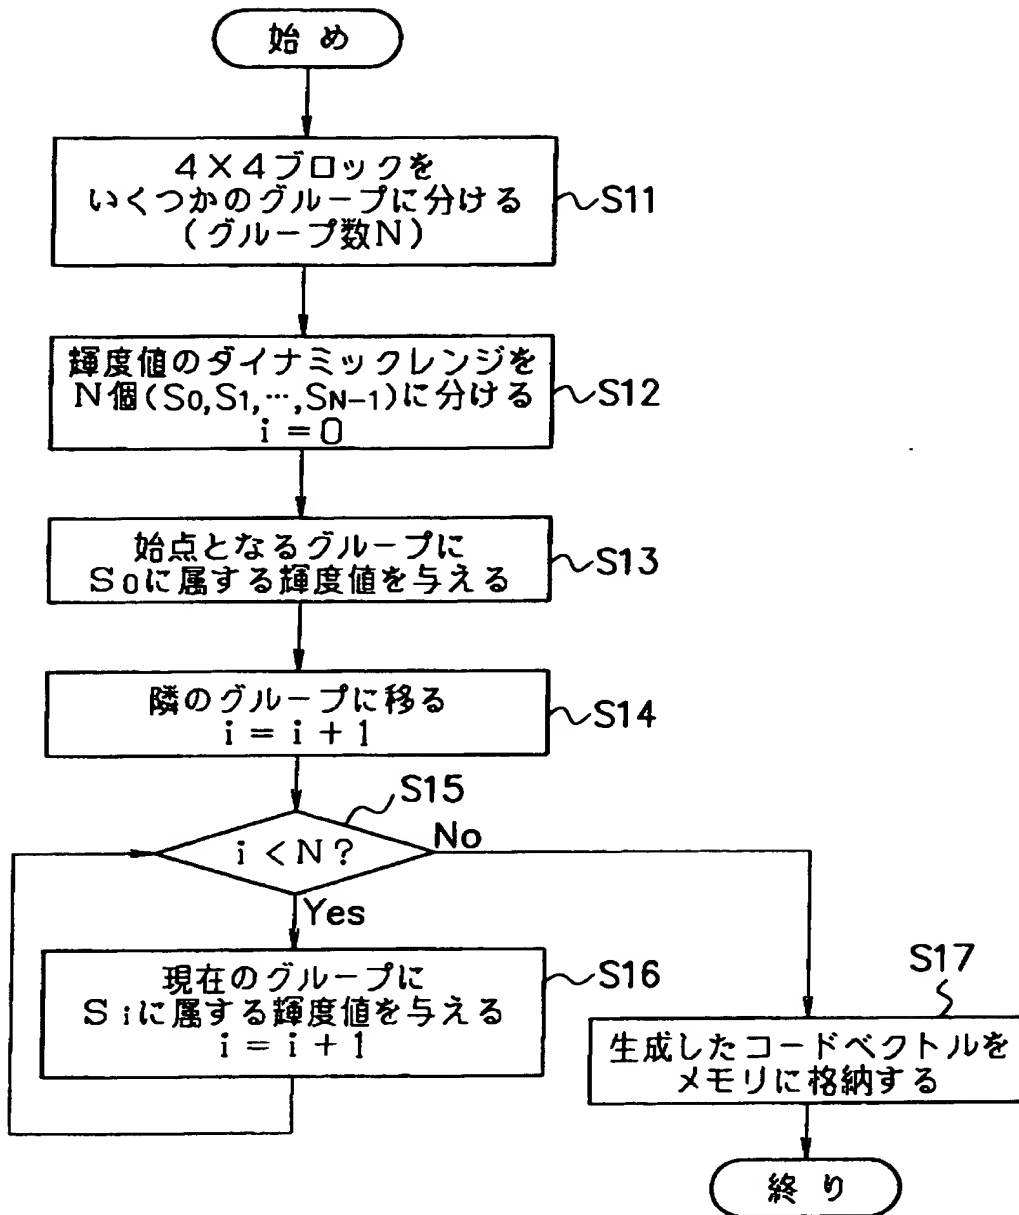 始め
4×4ブロックを
いくつかのグループに分ける
(グループ数N)
S11
輝度値のダイナミックレンジを
N個(S0,S1,…,SN-1)に分ける
i=0
S12
始点となるグループに
S0に属する輝度値を与える
S13
隣のグループに移る
i=i+1
S14
S15
i<N?
No
Yes
現在のグループに
Siに属する輝度値を与える
i=i+1
S16
S17
生成したコードベクトルを
メモリに格納する
終り